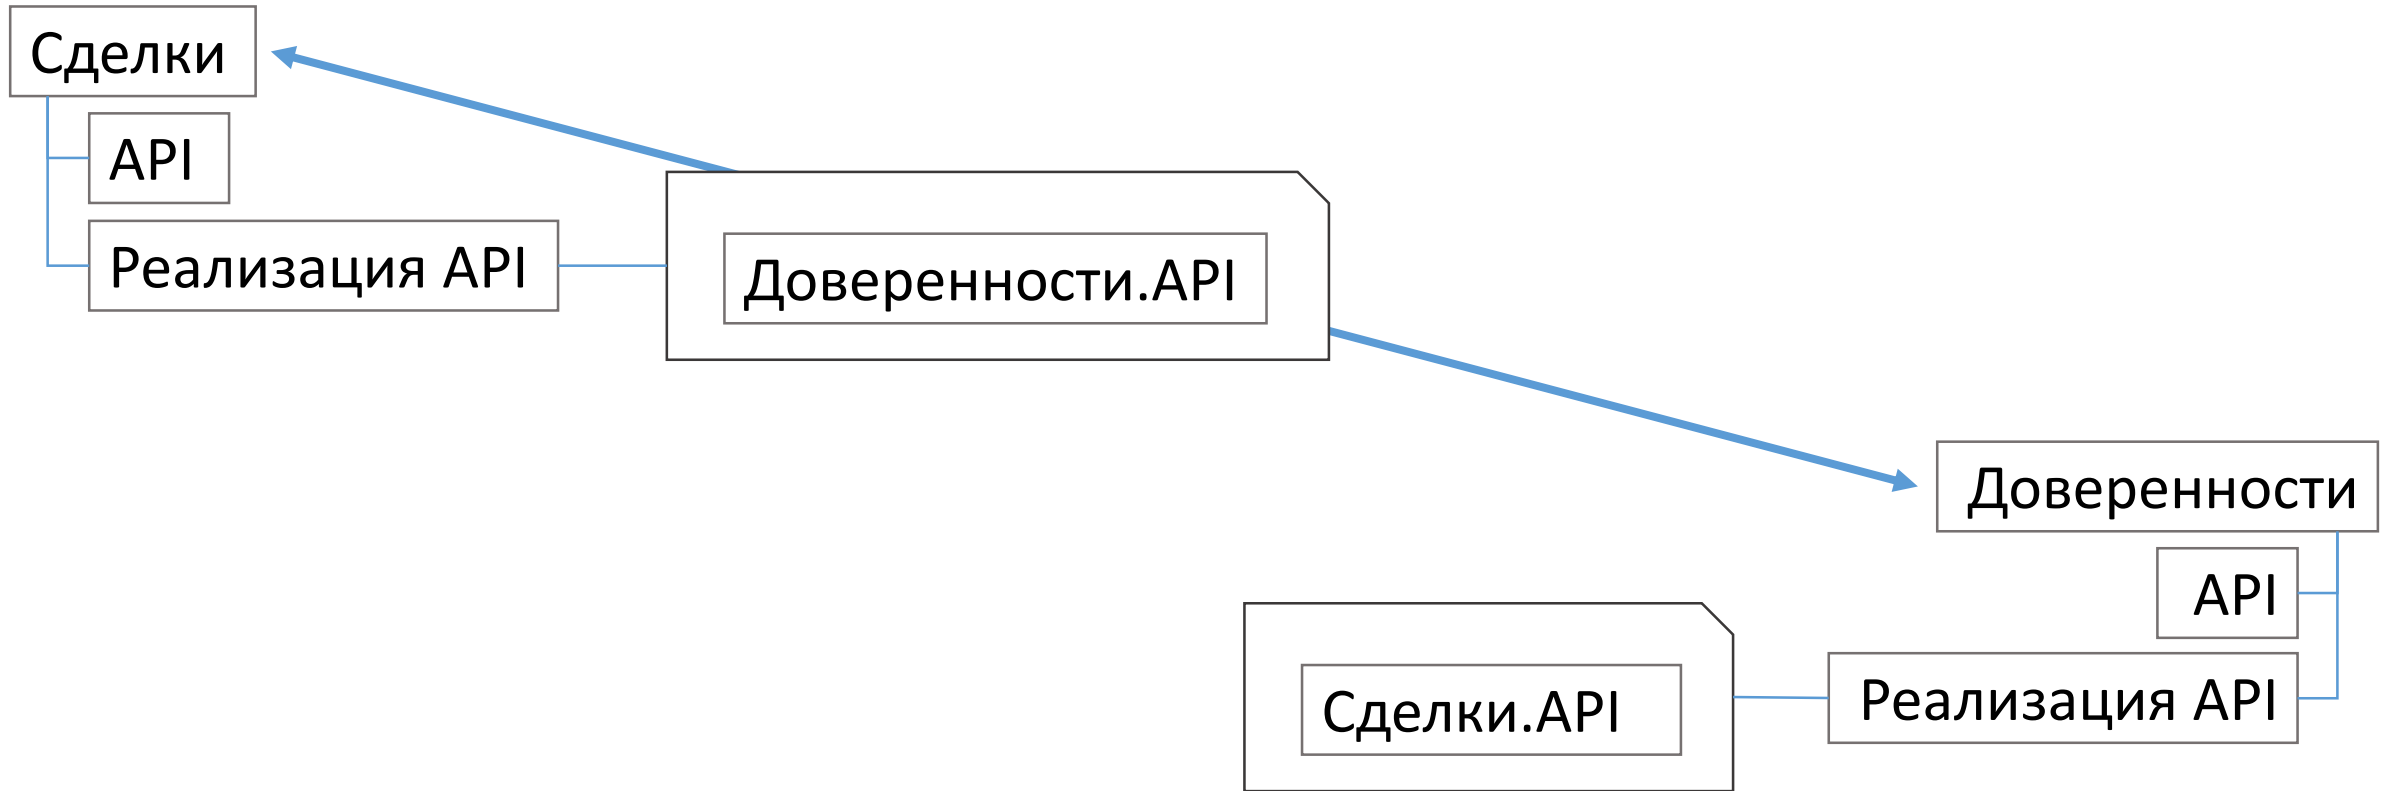 Сделки
API
Реализация API
Доверенности.API
Доверенности
API
Сделки.API
Реализация API